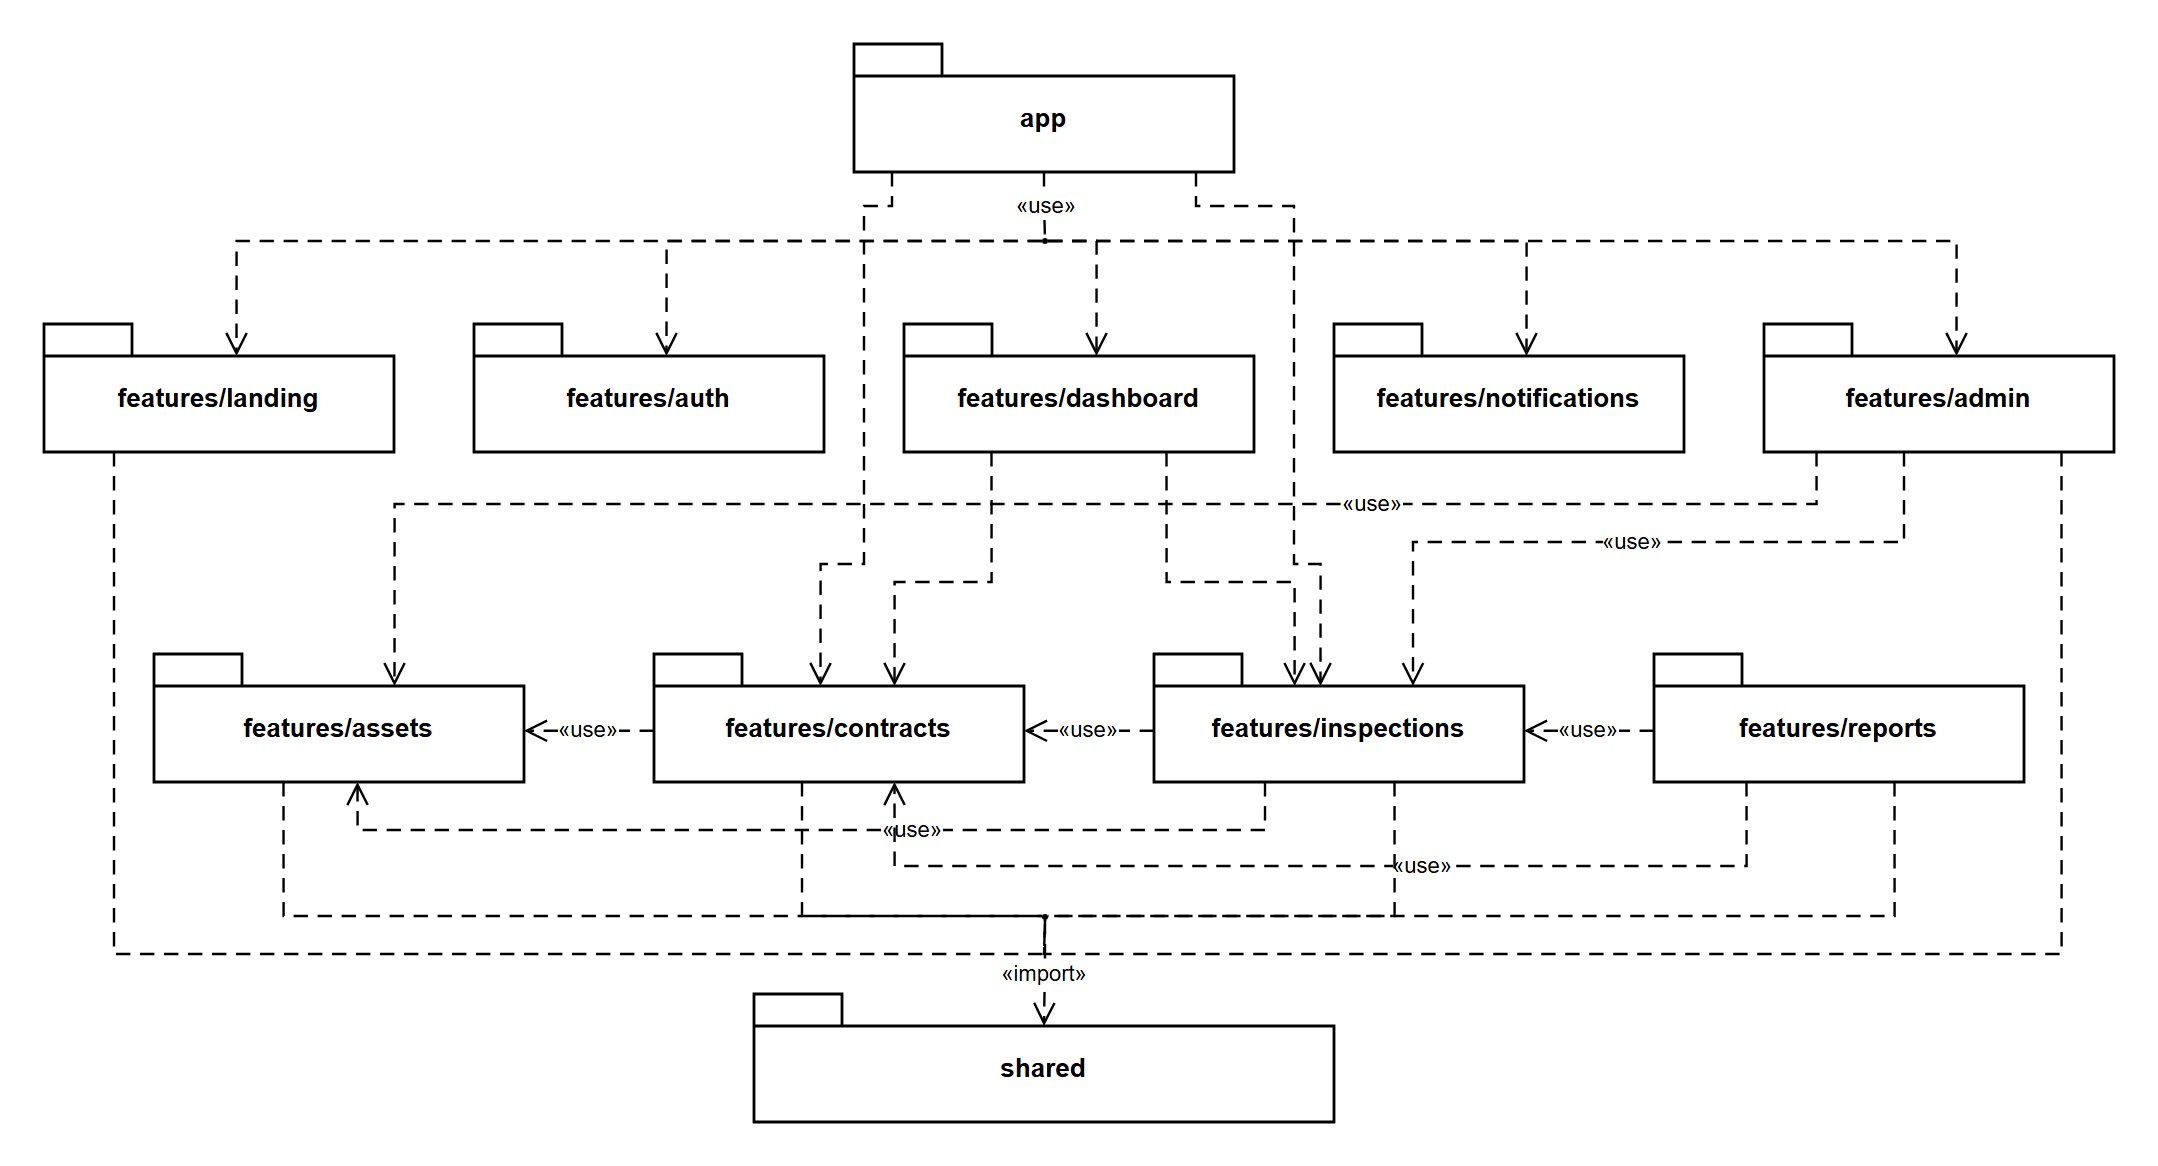 app
«use»
features/landing
features/auth
features/dashboard
features/notifications
features/admin
«use»
«use»
features/assets
«use»
features/contracts
«use»
features/inspections
«use»
features/reports
«use»
«use»
«import»
shared